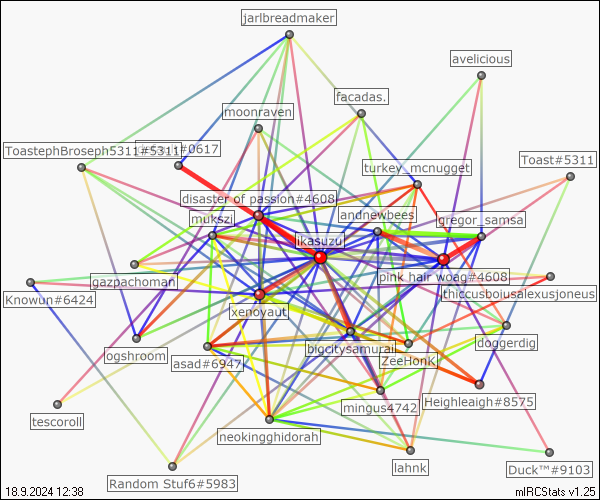 jarlbreadmaker
avelicious
facadas.
moonraven
#0617
ToastephBroseph5311#5311
Toast#5311
turkey_mcnugget
disaster of passion#4608
mukszi
andnewbees
gregor_samsa
ikasuzu
pink hair woag#4608
gazpachoman
thiccusboiusalexusjoneus
Knowun#6424
xenoyaut
doggerdig
bigcitysamurai
ogshroom
ZeeHonK
asad#6947
Heighleaigh#8575
mingus4742
tescoroll
neokingghidorah
lahnk
Duck™#9103
Random Stuf6#5983
18.9.2024 12:38
mIRCStats v1.25